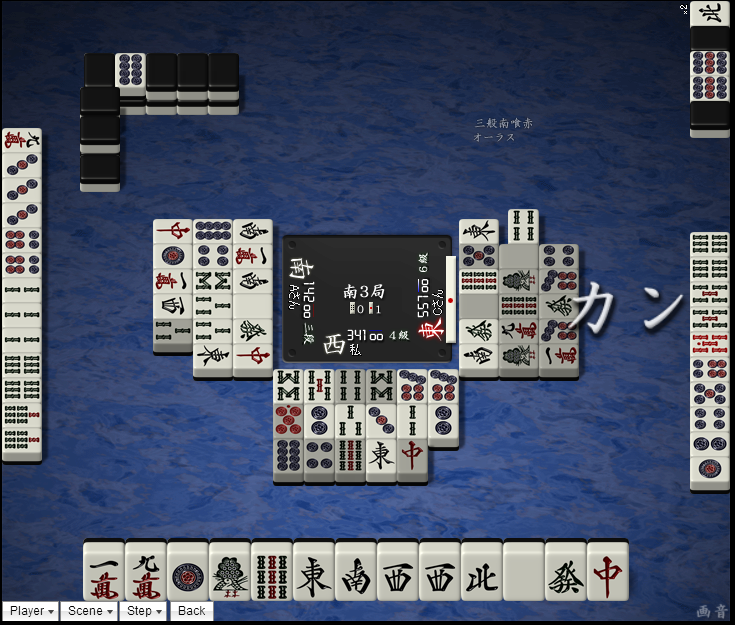 x2
三般南喰赤
オーラス
南3局
0 1
南
Aさん
14200
三段
東
Cさん
55700
6級
西
私
34100
4級
カン
Player
Scene
Step
Back
画 音